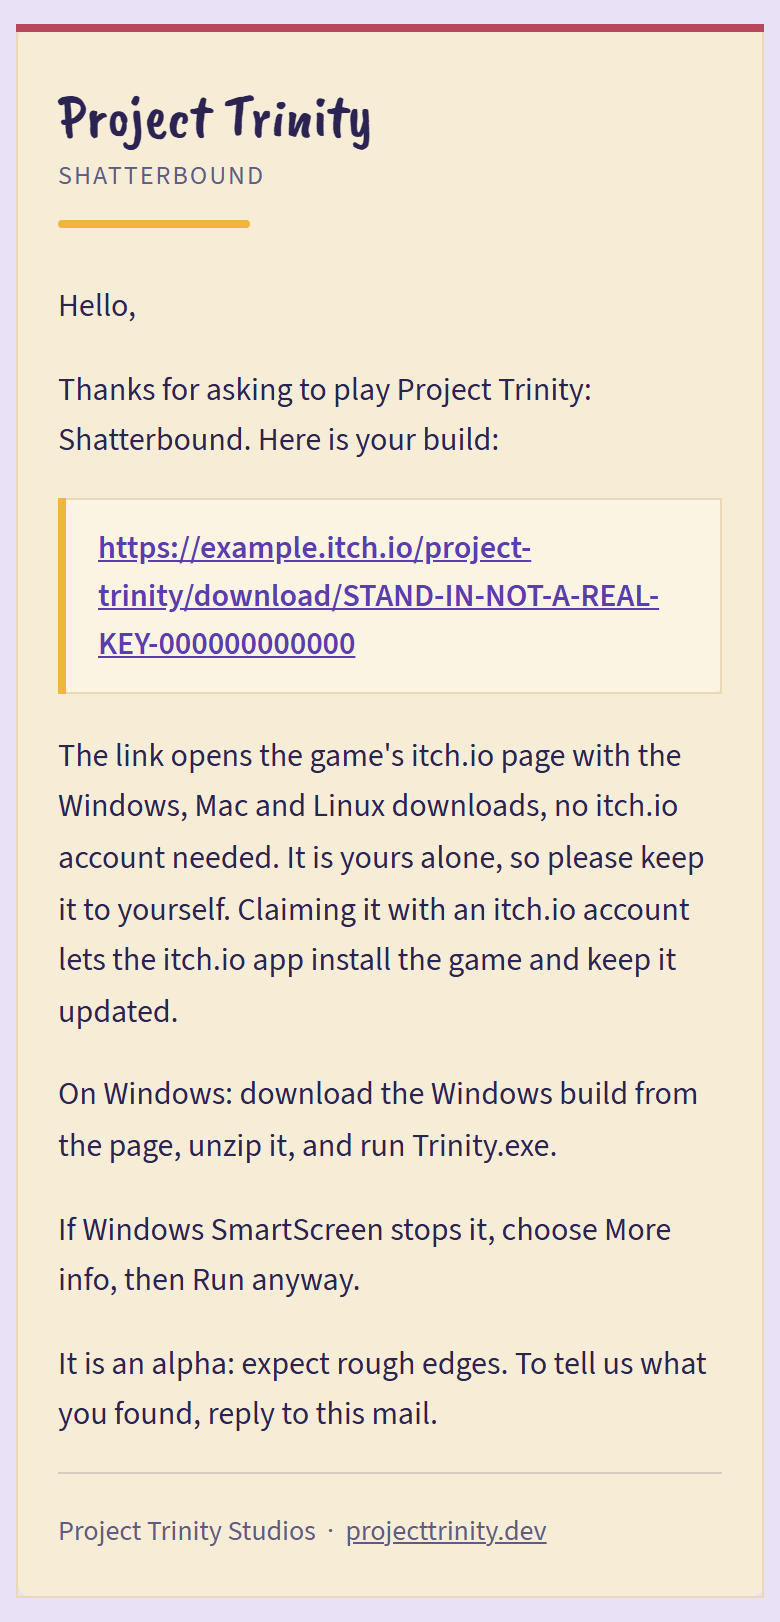 Project Trinity
SHATTERBOUND
Hello,
Thanks for asking to play Project Trinity:
Shatterbound. Here is your build:
https://example.itch.io/project-
trinity/download/STAND-IN-NOT-A-REAL-
KEY-000000000000
The link opens the game's itch.io page with the
Windows, Mac and Linux downloads, no itch.io
account needed. It is yours alone, so please keep
it to yourself. Claiming it with an itch.io account
lets the itch.io app install the game and keep it
updated.
On Windows: download the Windows build from
the page, unzip it, and run Trinity.exe.
If Windows SmartScreen stops it, choose More
info, then Run anyway.
It is an alpha: expect rough edges. To tell us what
you found, reply to this mail.
Project Trinity Studios · projecttrinity.dev